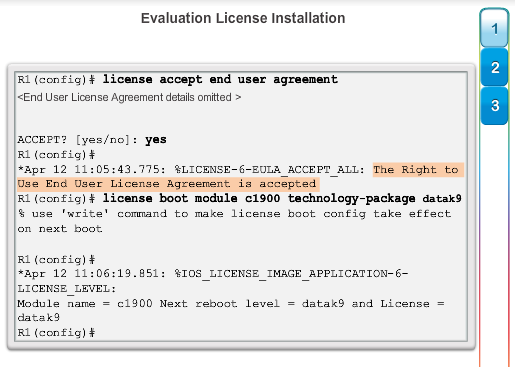 Evaluation License Installation
1
2
3
R1(config)# license accept end user agreement
<End User License Agreement details omitted >
ACCEPT? [yes/no]: yes
R1(config)#
*Apr 12 11:05:43.775: %LICENSE-6-EULA_ACCEPT_ALL: The Right to
Use End User License Agreement is accepted
R1(config)# license boot module c1900 technology-package datak9
% use 'write' command to make license boot config take effect
on next boot
R1(config)#
*Apr 12 11:06:19.851: %IOS_LICENSE_IMAGE_APPLICATION-6-
LICENSE_LEVEL:
Module name = c1900 Next reboot level = datak9 and License =
datak9
R1(config)#